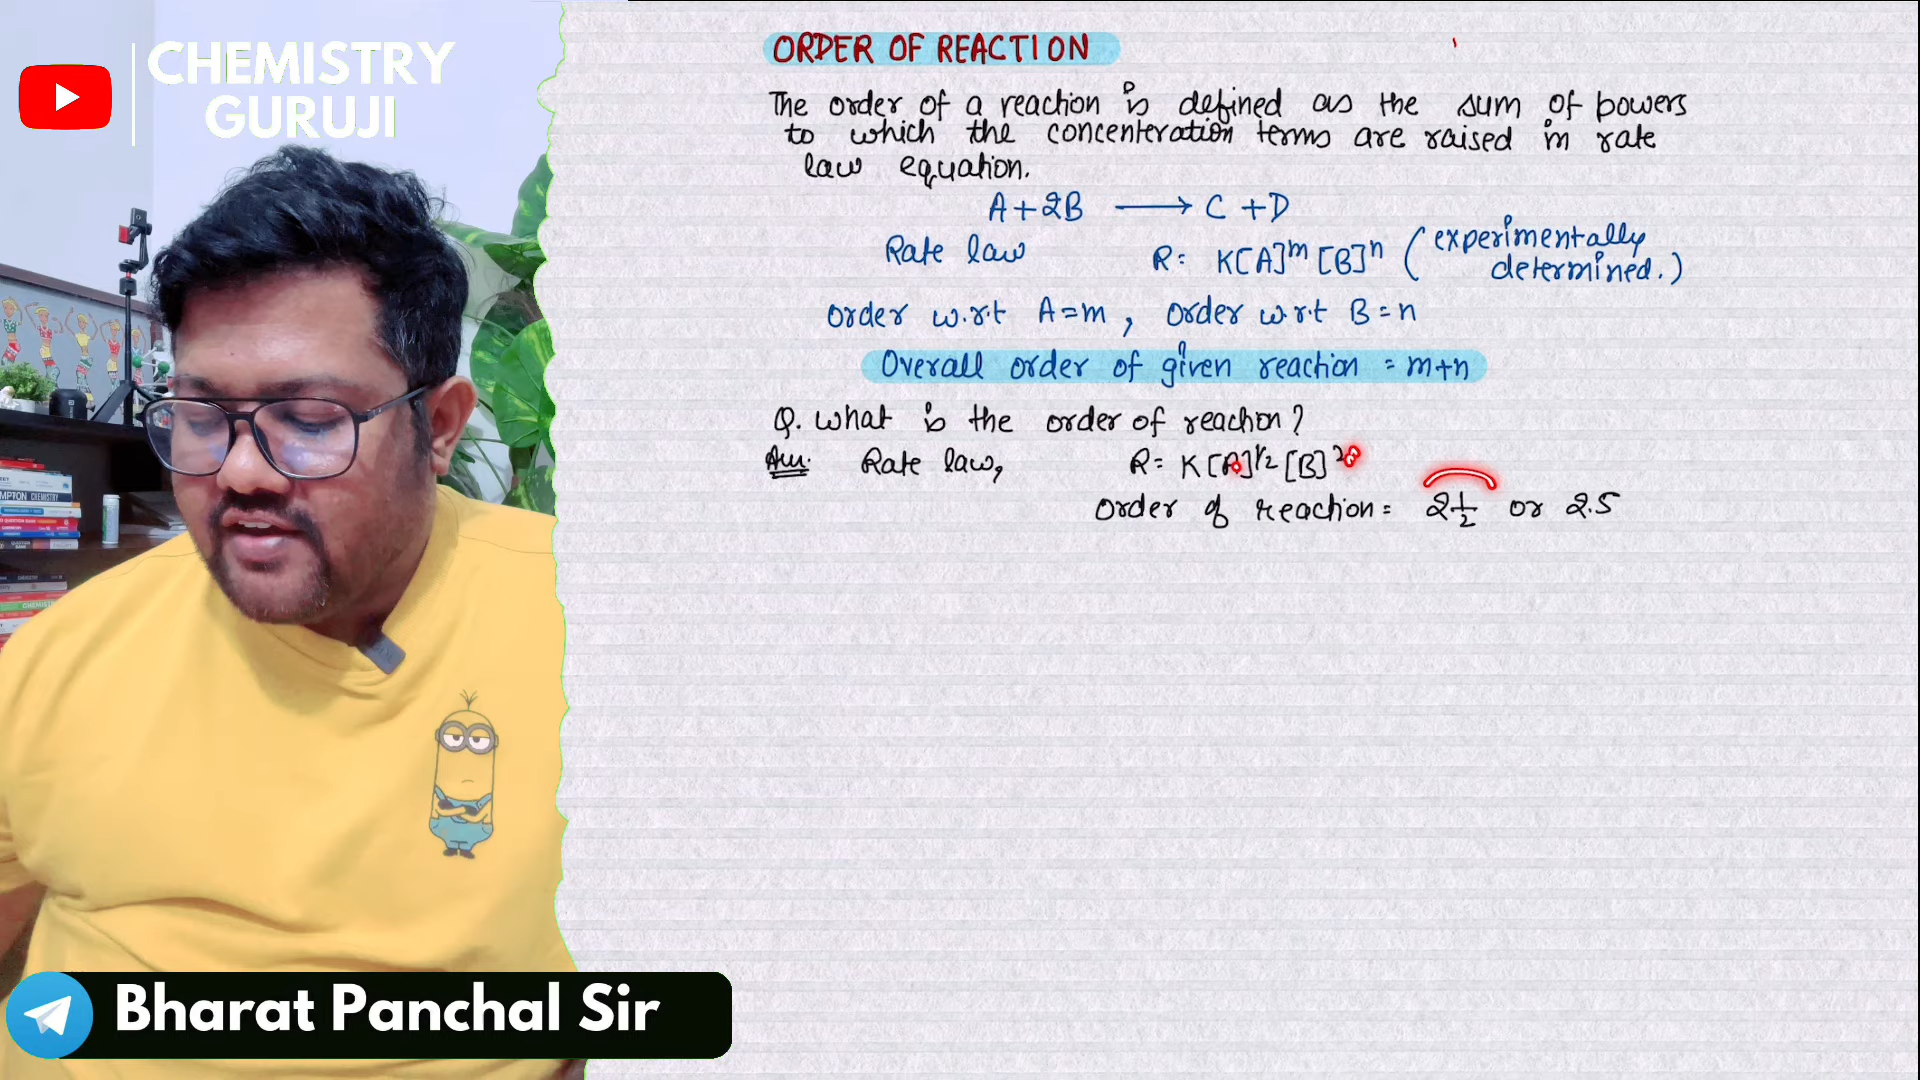 CHEMISTRY
GURUJI
ORDER OF REACTION
The order of a reaction is defined as the sum of powers
to which the concenteration terms are raised in rate
law equation.
A+2B ⟶ C +D
Rate law R= K[A]ᵐ [B]ⁿ (experimentally
determined.)
Order w.r.t A=m, Order w.r.t B=n
Overall order of given reaction = m+n
Q. What is the order of reaction?
Ans. Rate law, R= K[A]^1/2 [B]^2
Order of reaction = 2 1/2 or 2.5
Bharat Panchal Sir